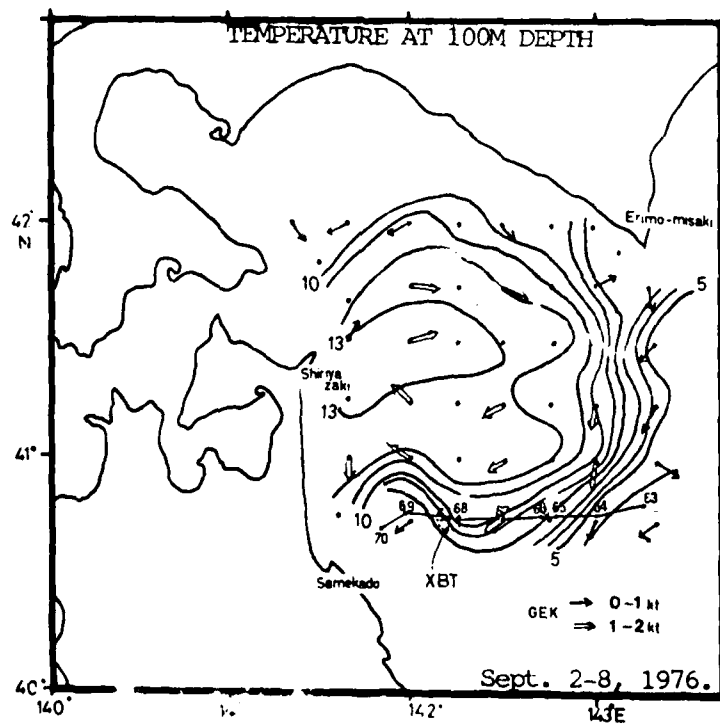 TEMPERATURE AT 100M DEPTH
42°
N
Erimo-misaki
10
5
13
Shiriya
zaki
13
41°
10
70
69
68
67
66
65
64
63
5
XBT
Samekado
GEK → 0-1 kt
⇒ 1-2 kt
Sept. 2-8, 1976.
40°
140°
142°
143°E